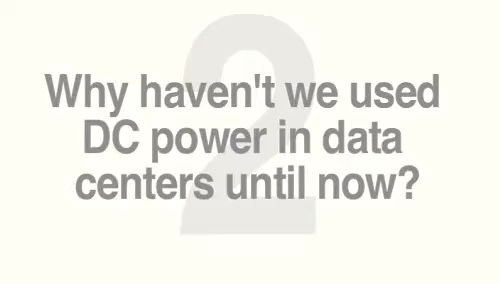 2
Why haven't we used
DC power in data
centers until now?